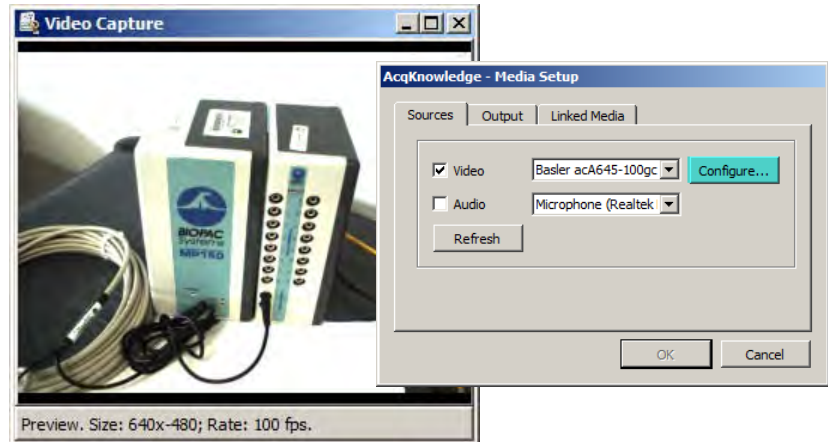 Video Capture
BIOPAC
Systems
MP150
Preview. Size: 640x-480; Rate: 100 fps.
AcqKnowledge - Media Setup
Sources Output Linked Media
Video Basler acA645-100gc Configure...
Audio Microphone (Realtek
Refresh
OK Cancel